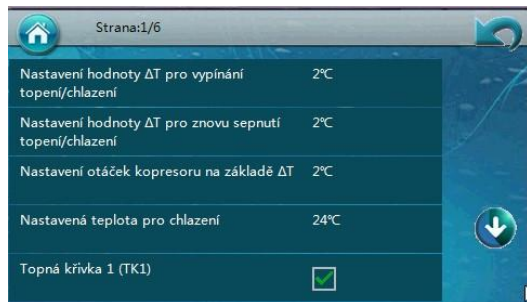 Strana:1/6
Nastavení hodnoty ΔT pro vypínání
topení/chlazení
2℃
Nastavení hodnoty ΔT pro znovu sepnutí
topení/chlazení
2℃
Nastavení otáček kopresoru na základě ΔT
2℃
Nastavená teplota pro chlazení
24℃
Topná křivka 1 (TK1)